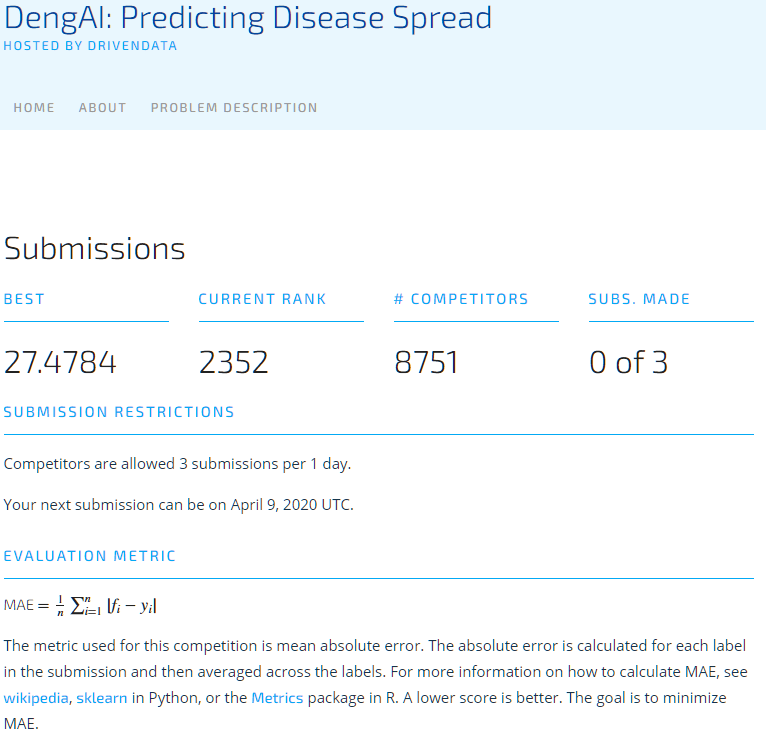 DengAI: Predicting Disease Spread
HOSTED BY DRIVENDATA
HOME ABOUT PROBLEM DESCRIPTION
Submissions
BEST CURRENT RANK # COMPETITORS SUBS. MADE
27.4784 2352 8751 0 of 3
SUBMISSION RESTRICTIONS
Competitors are allowed 3 submissions per 1 day.
Your next submission can be on April 9, 2020 UTC.
EVALUATION METRIC
MAE = 1/n ∑ⁿᵢ₌₁ |fᵢ − yᵢ|
The metric used for this competition is mean absolute error. The absolute error is calculated for each label
in the submission and then averaged across the labels. For more information on how to calculate MAE, see
wikipedia, sklearn in Python, or the Metrics package in R. A lower score is better. The goal is to minimize
MAE.